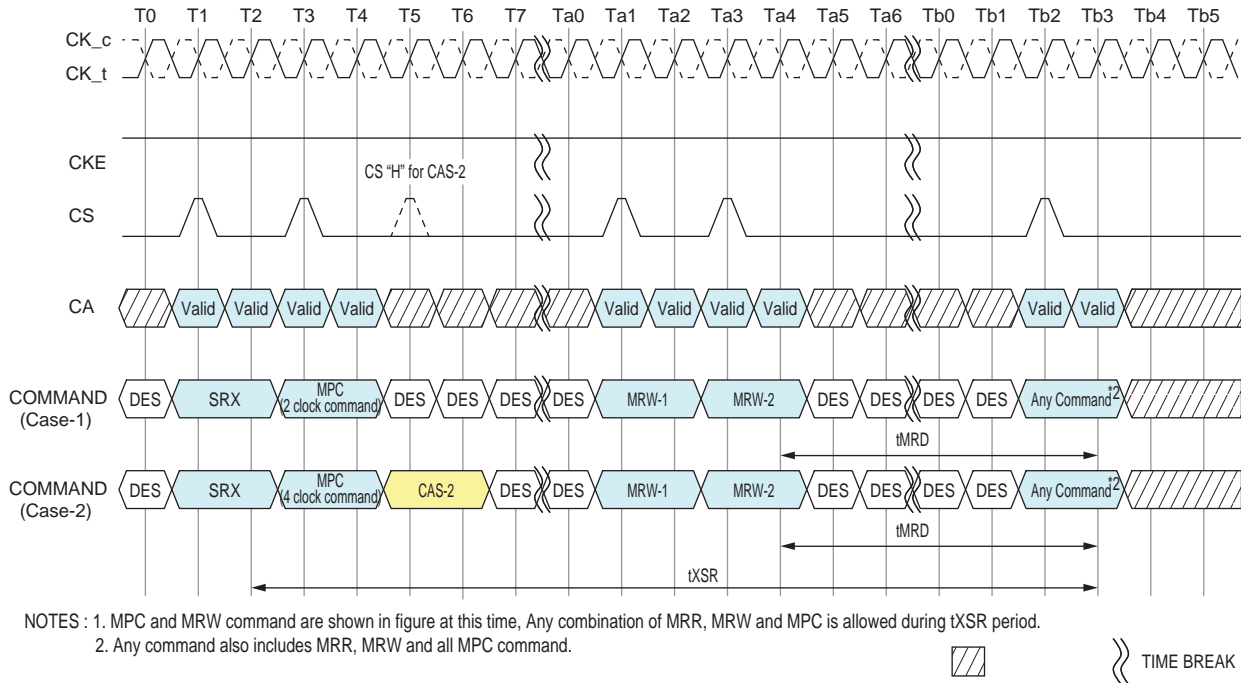 T0 T1 T2 T3 T4 T5 T6 T7 Ta0 Ta1 Ta2 Ta3 Ta4 Ta5 Ta6 Tb0 Tb1 Tb2 Tb3 Tb4 Tb5
CK_c
CK_t
CKE
CS "H" for CAS-2
CS
CA Valid Valid Valid Valid Valid Valid Valid Valid Valid Valid
COMMAND (Case-1) DES SRX MPC (2 clock command) DES DES DES DES MRW-1 MRW-2 DES DES DES DES Any Command*2
tMRD
COMMAND (Case-2) DES SRX MPC (4 clock command) CAS-2 DES DES MRW-1 MRW-2 DES DES DES DES Any Command*2
tMRD
tXSR
NOTES : 1. MPC and MRW command are shown in figure at this time, Any combination of MRR, MRW and MPC is allowed during tXSR period.
2. Any command also includes MRR, MRW and all MPC command.
TIME BREAK